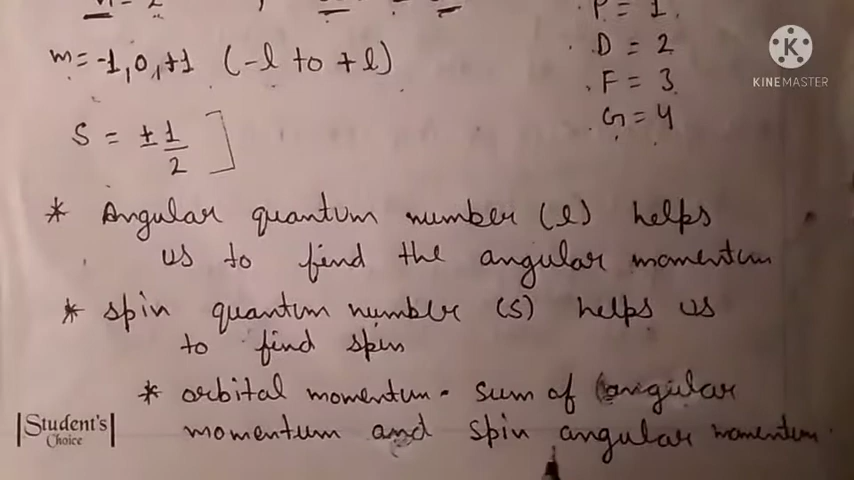 P = 1
m = -1, 0, +1 (-l to +l)
D = 2
F = 3
G = 4
S = ± 1/2
KINEMASTER
* Angular quantum number (l) helps
us to find the angular momentum
* spin quantum number (s) helps us
to find spin
* orbital momentum - sum of (angular
momentum and spin angular momentum.
Student's
Choice